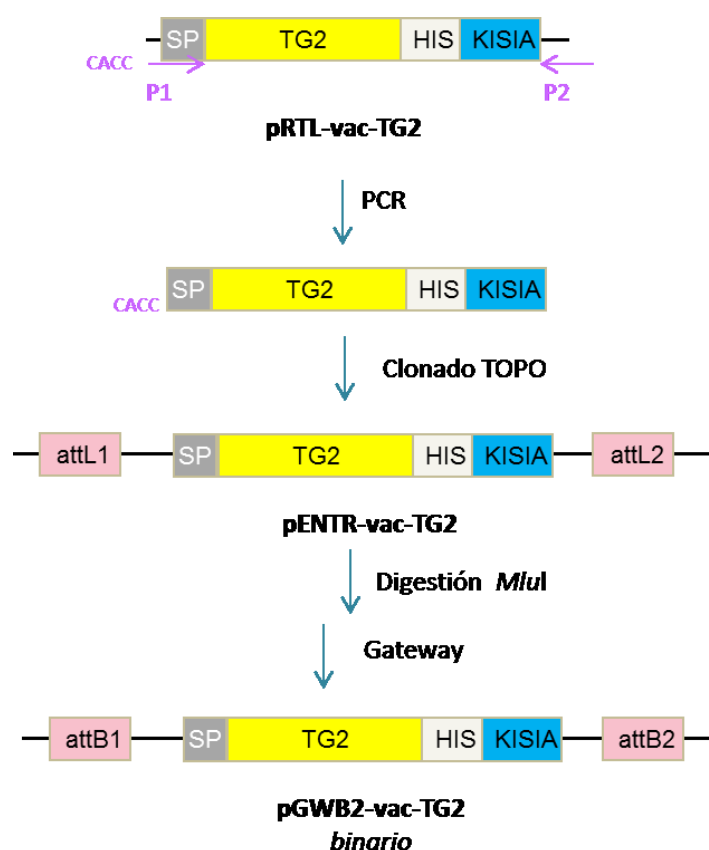 SP TG2 HIS KISIA
CACC
P1 P2
pRTL-vac-TG2
PCR
SP TG2 HIS KISIA
CACC
Clonado TOPO
attL1 SP TG2 HIS KISIA attL2
pENTR-vac-TG2
Digestión MluI
Gateway
attB1 SP TG2 HIS KISIA attB2
pGWB2-vac-TG2
binario